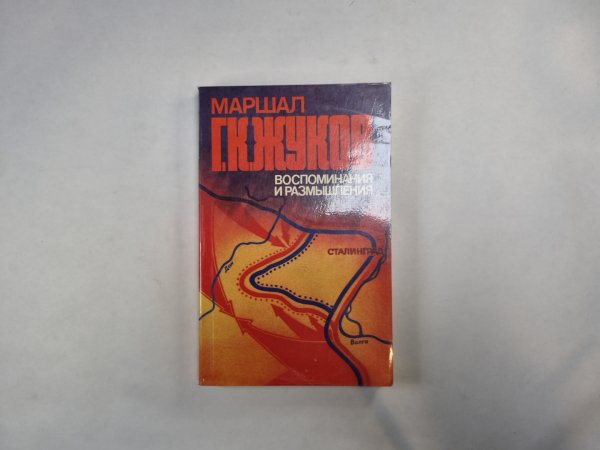 МАРШАЛ
Г.К.ЖУКОВ
ВОСПОМИНАНИЯ
И РАЗМЫШЛЕНИЯ
СТАЛИНГРАД
Дон
Волга